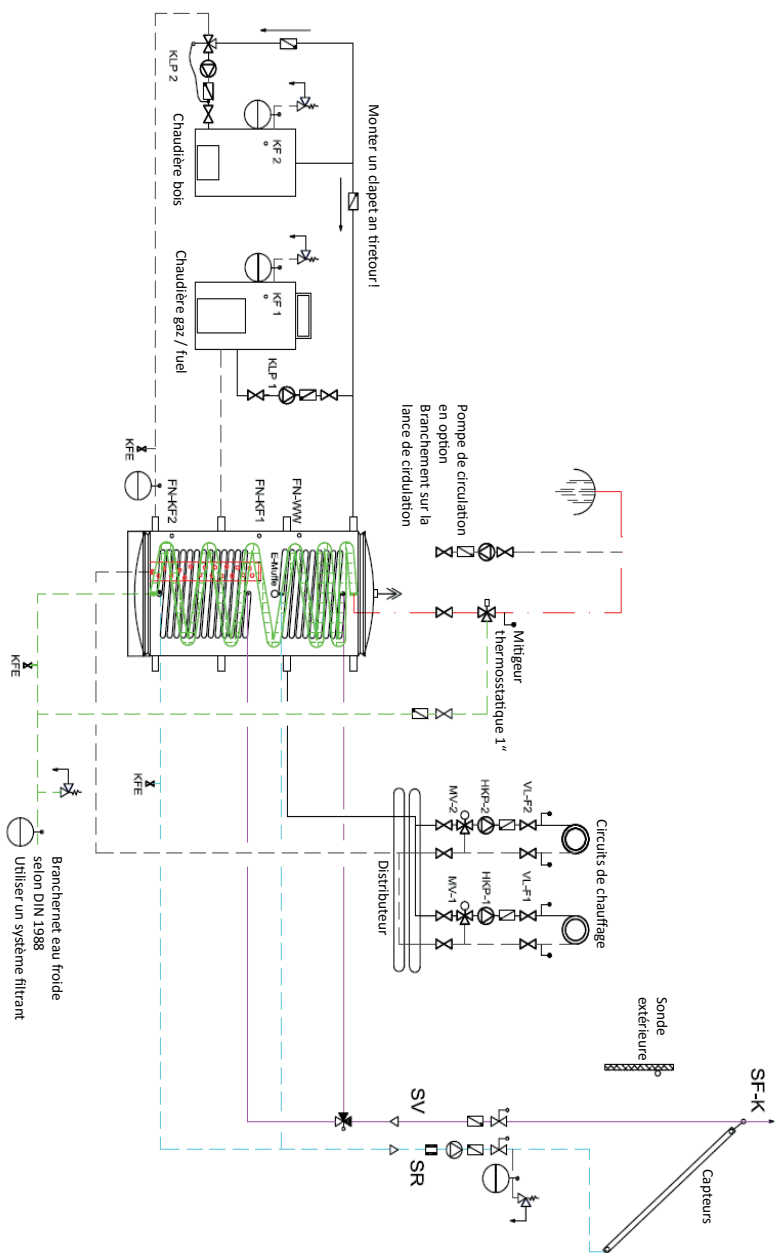 KLP 2
Chaudière bois
KF 2
Monter un clapet an tiretour!
Chaudière gaz / fuel
KF 1
KLP 1
KFE
FN-KF2
FN-KF1
FN-WW
E-Muffe
Pompe de circulation
en option
Branchement sur la
lance de cirdulation
Mitigeur
thermosstatique 1"
KFE
KFE
Branchernet eau froide
selon DIN 1988
Utiliser un système filtrant
Circuits de chauffage
VL-F2
HKP-2
MV-2
VL-F1
HKP-1
MV-1
Distributeur
Sonde
extérieure
SF-K
Capteurs
SV
SR